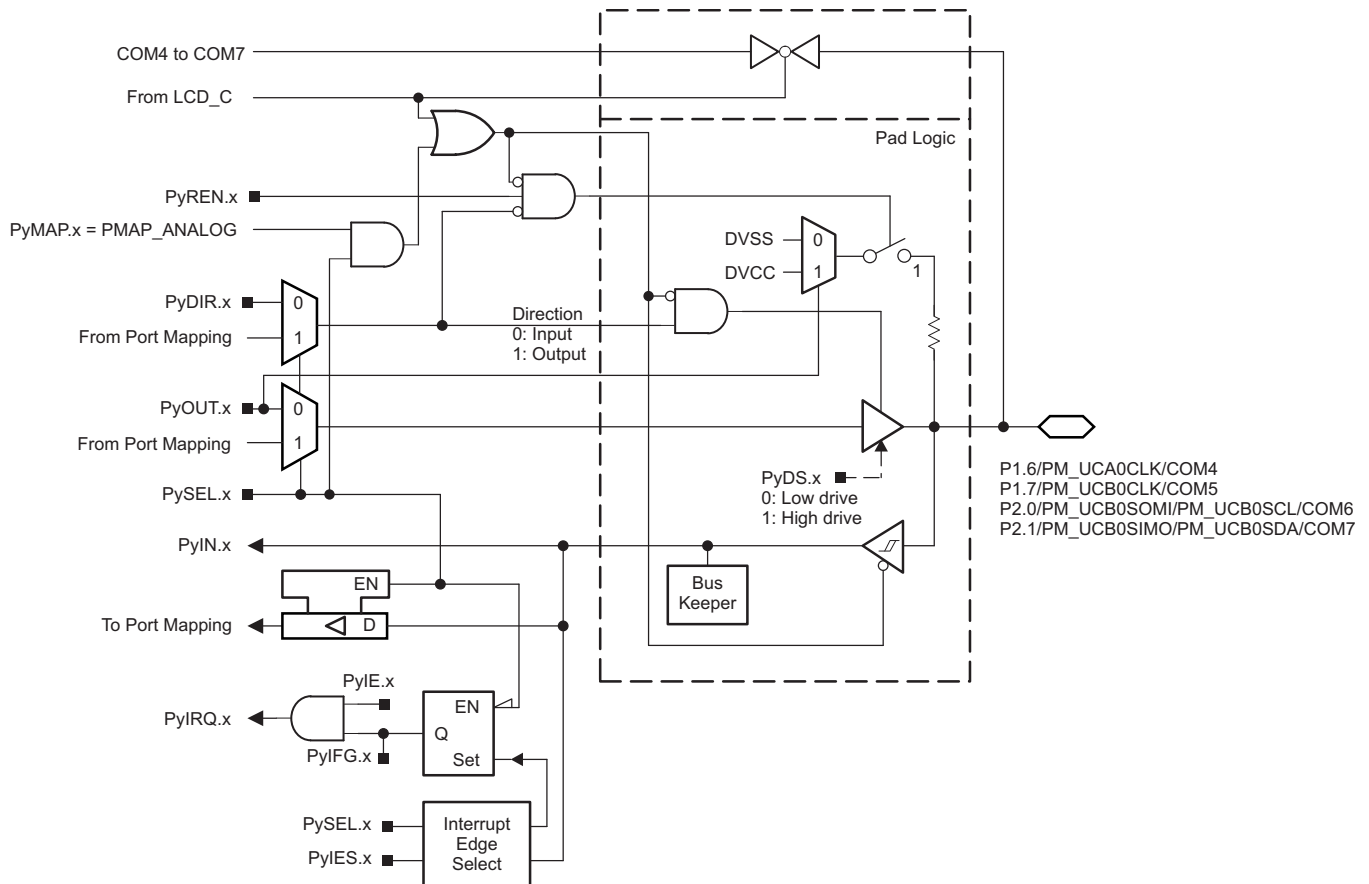 COM4 to COM7
From LCD_C
Pad Logic
PyREN.x
PyMAP.x = PMAP_ANALOG
DVSS
0
DVCC
1
1
PyDIR.x
0
From Port Mapping
1
Direction
0: Input
1: Output
PyOUT.x
0
From Port Mapping
1
PySEL.x
PyDS.x
0: Low drive
1: High drive
P1.6/PM_UCA0CLK/COM4
P1.7/PM_UCB0CLK/COM5
P2.0/PM_UCB0SOMI/PM_UCB0SCL/COM6
P2.1/PM_UCB0SIMO/PM_UCB0SDA/COM7
PyIN.x
Bus
Keeper
EN
To Port Mapping
D
PyIE.x
EN
PyIRQ.x
Q
PyIFG.x
Set
PySEL.x
PyIES.x
Interrupt
Edge
Select